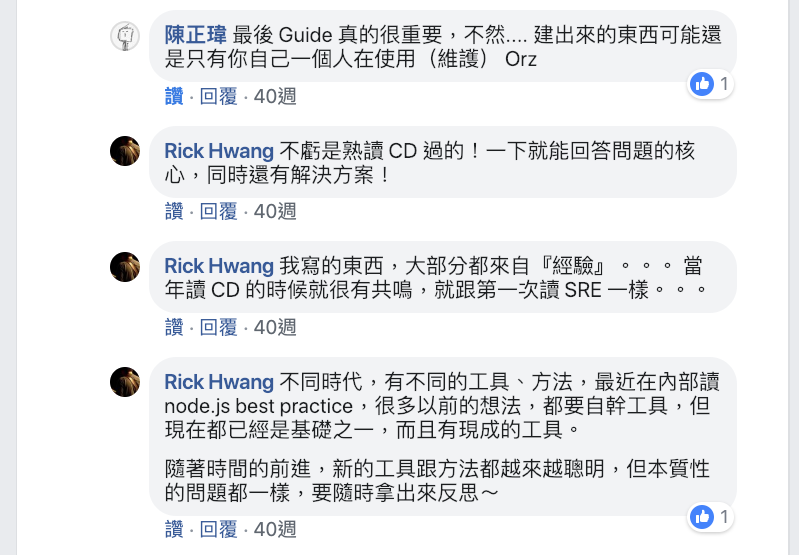 陳正瑋 最後 Guide 真的很重要，不然.... 建出來的東西可能還
是只有你自己一個人在使用（維護） Orz
1
讚 · 回覆 · 40週
Rick Hwang 不虧是熟讀 CD 過的！一下就能回答問題的核
心，同時還有解決方案！
讚 · 回覆 · 40週
Rick Hwang 我寫的東西，大部分都來自『經驗』。。。 當
年讀 CD 的時候就很有共鳴，就跟第一次讀 SRE 一樣。。。
讚 · 回覆 · 40週
Rick Hwang 不同時代，有不同的工具、方法，最近在內部讀
node.js best practice，很多以前的想法，都要自幹工具，但
現在都已經是基礎之一，而且有現成的工具。
隨著時間的前進，新的工具跟方法都越來越聰明，但本質性
的問題都一樣，要隨時拿出來反思～
1
讚 · 回覆 · 40週